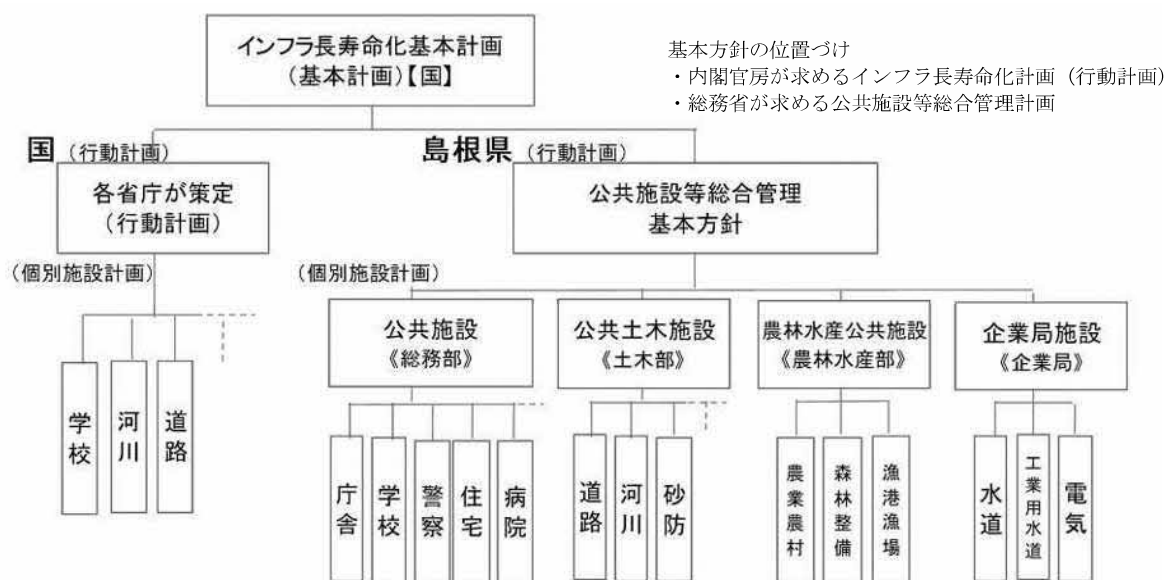 インフラ長寿命化基本計画
(基本計画)【国】
基本方針の位置づけ
・内閣官房が求めるインフラ長寿命化計画（行動計画）
・総務省が求める公共施設等総合管理計画
国（行動計画）
各省庁が策定
(行動計画)
(個別施設計画)
学校
河川
道路
島根県（行動計画）
公共施設等総合管理
基本方針
(個別施設計画)
公共施設
《総務部》
庁舎
学校
警察
住宅
病院
公共土木施設
《土木部》
道路
河川
砂防
農林水産公共施設
《農林水産部》
農業農村
森林整備
漁港漁場
企業局施設
《企業局》
水道
工業用水道
電気